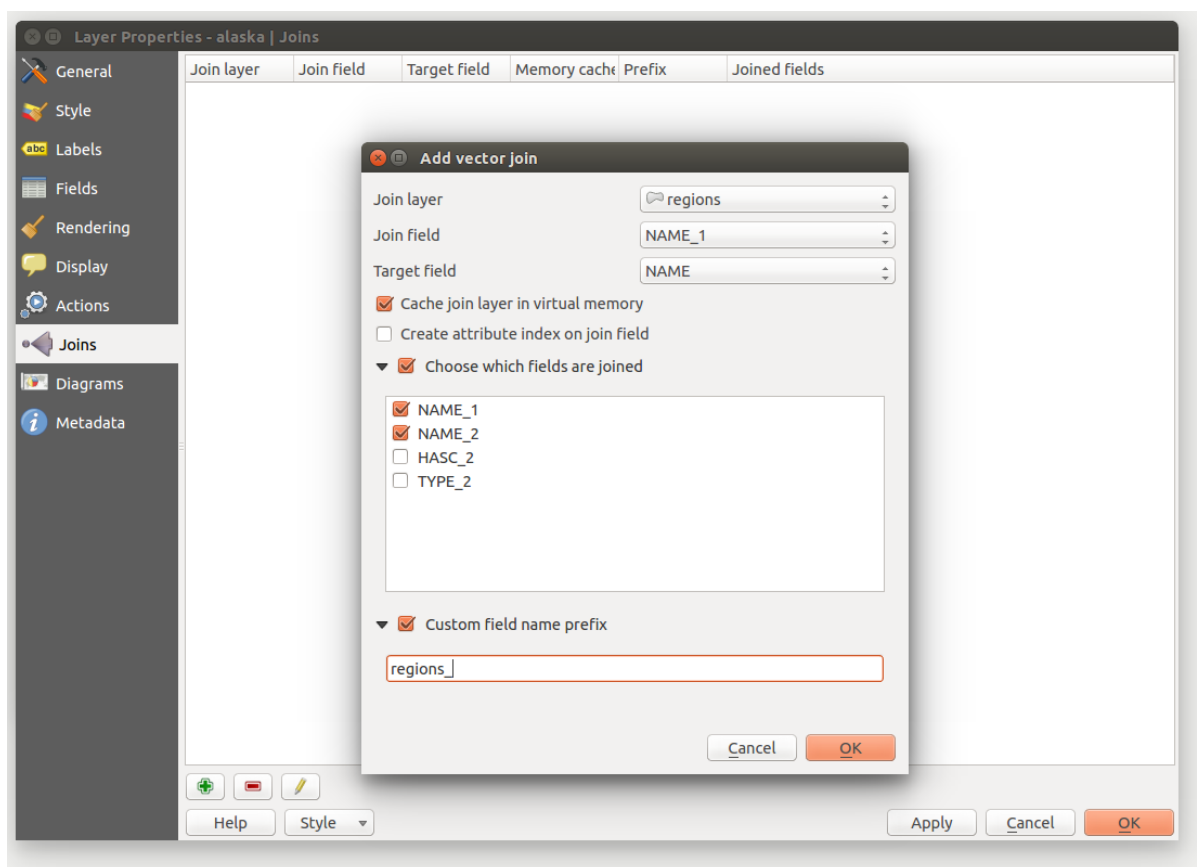 Layer Properties - alaska | Joins
General
Style
Labels
Fields
Rendering
Display
Actions
Joins
Diagrams
Metadata
Join layer Join field Target field Memory cache Prefix Joined fields
Add vector join
Join layer regions
Join field NAME_1
Target field NAME
Cache join layer in virtual memory
Create attribute index on join field
Choose which fields are joined
NAME_1
NAME_2
HASC_2
TYPE_2
Custom field name prefix
regions_
Cancel OK
Help Style Apply Cancel OK
abc